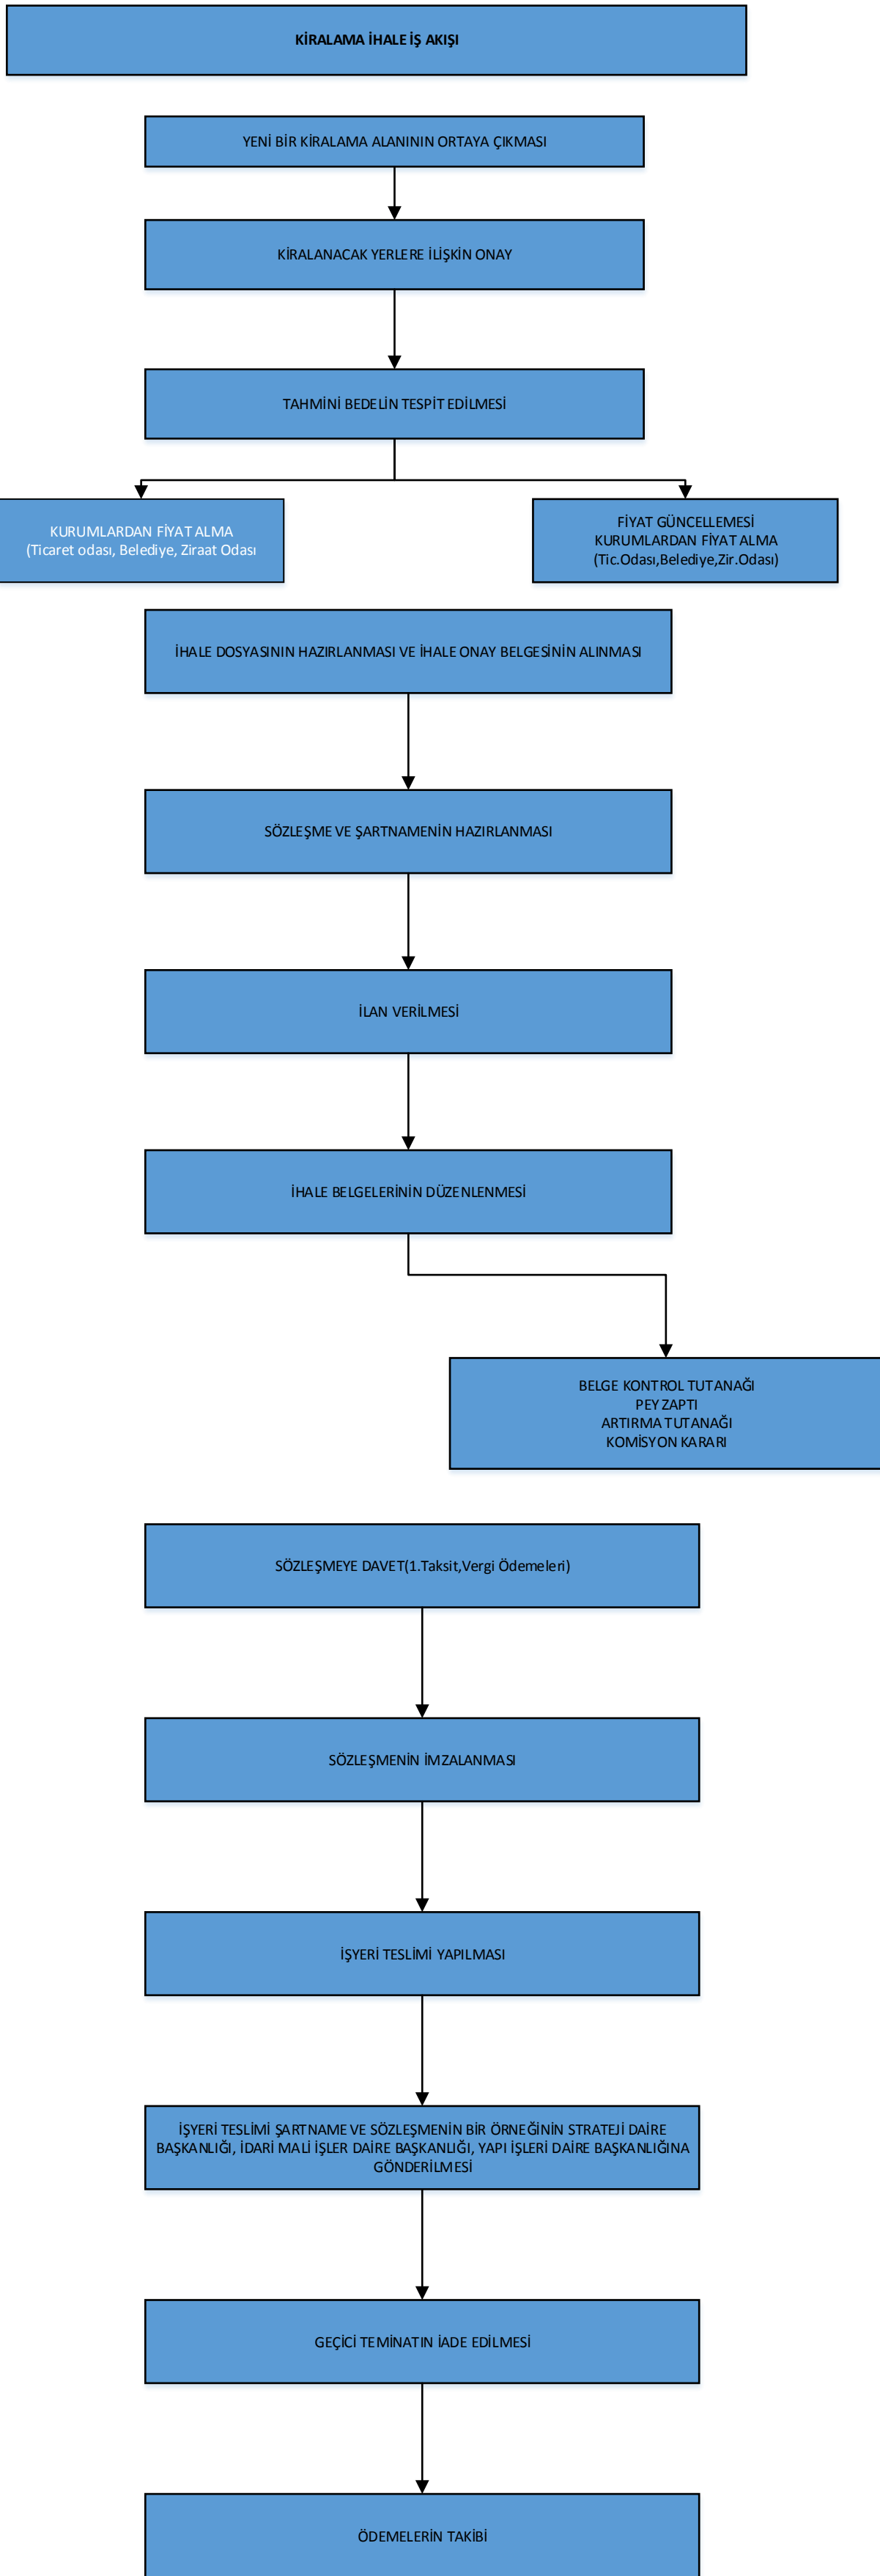 KİRALAMA İHALE İŞ AKIŞI
YENİ BİR KİRALAMA ALANININ ORTAYA ÇIKMASI
KİRALANACAK YERLERE İLİŞKİN ONAY
TAHMİNİ BEDELİN TESPİT EDİLMESİ
KURUMLARDAN FİYAT ALMA
(Ticaret odası, Belediye, Ziraat Odası
FİYAT GÜNCELLEMESİ
KURUMLARDAN FİYAT ALMA
(Tic.Odası,Belediye,Zir.Odası)
İHALE DOSYASININ HAZIRLANMASI VE İHALE ONAY BELGESİNİN ALINMASI
SÖZLEŞME VE ŞARTNAMENİN HAZIRLANMASI
İLAN VERİLMESİ
İHALE BELGELERİNİN DÜZENLENMESİ
BELGE KONTROL TUTANAĞI
PEY ZAPTI
ARTIRMA TUTANAĞI
KOMİSYON KARARI
SÖZLEŞMEYE DAVET(1.Taksit,Vergi Ödemeleri)
SÖZLEŞMENİN İMZALANMASI
İŞYERİ TESLİMİ YAPILMASI
İŞYERİ TESLİMİ ŞARTNAME VE SÖZLEŞMENİN BİR ÖRNEĞİNİN STRATEJİ DAİRE
BAŞKANLIĞI, İDARİ MALİ İŞLER DAİRE BAŞKANLIĞI, YAPI İŞLERİ DAİRE BAŞKANLIĞINA
GÖNDERİLMESİ
GEÇİCİ TEMİNATIN İADE EDİLMESİ
ÖDEMELERİN TAKİBİ